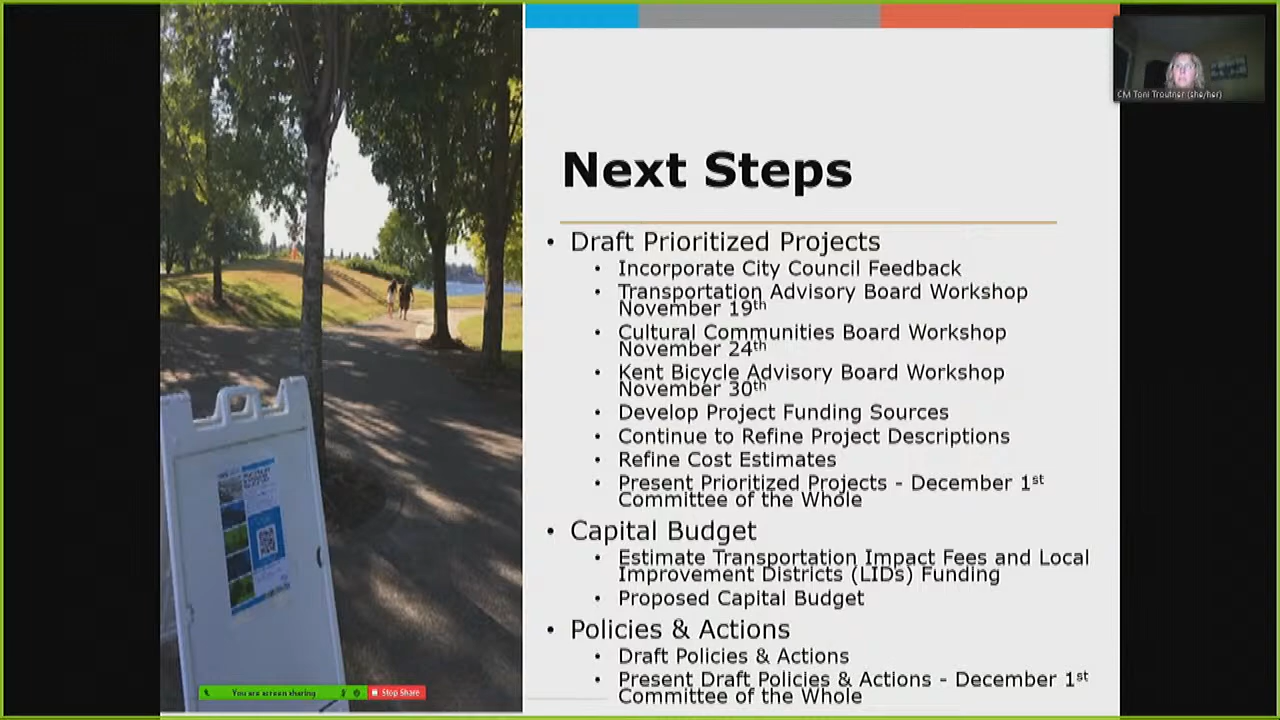 CM Toni Troutner (she/her)
Next Steps
• Draft Prioritized Projects
• Incorporate City Council Feedback
• Transportation Advisory Board Workshop
November 19th
• Cultural Communities Board Workshop
November 24th
• Kent Bicycle Advisory Board Workshop
November 30th
• Develop Project Funding Sources
• Continue to Refine Project Descriptions
• Refine Cost Estimates
• Present Prioritized Projects - December 1st
Committee of the Whole
• Capital Budget
• Estimate Transportation Impact Fees and Local
Improvement Districts (LIDs) Funding
• Proposed Capital Budget
• Policies & Actions
• Draft Policies & Actions
• Present Draft Policies & Actions - December 1st
Committee of the Whole
You are screen sharing
Stop Share